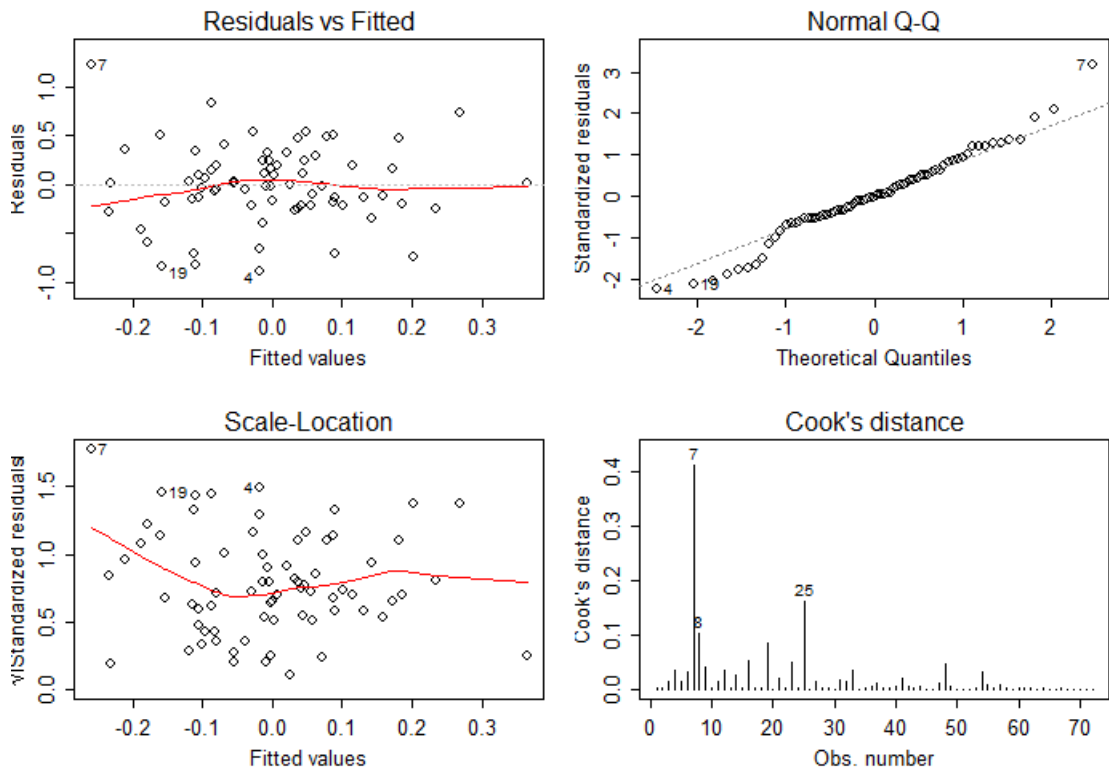 Residuals vs Fitted
Residuals
-1.0 0.0 0.5 1.0
7
19
4
-0.2 -0.1 0.0 0.1 0.2 0.3
Fitted values
Normal Q-Q
Standardized residuals
-2 -1 0 1 2 3
7
4
19
-2 -1 0 1 2
Theoretical Quantiles
Scale-Location
√|Standardized residuals|
0.0 0.5 1.0 1.5
7
19
4
-0.2 -0.1 0.0 0.1 0.2 0.3
Fitted values
Cook's distance
Cook's distance
0.0 0.1 0.2 0.3 0.4
7
8
25
0 10 20 30 40 50 60 70
Obs. number